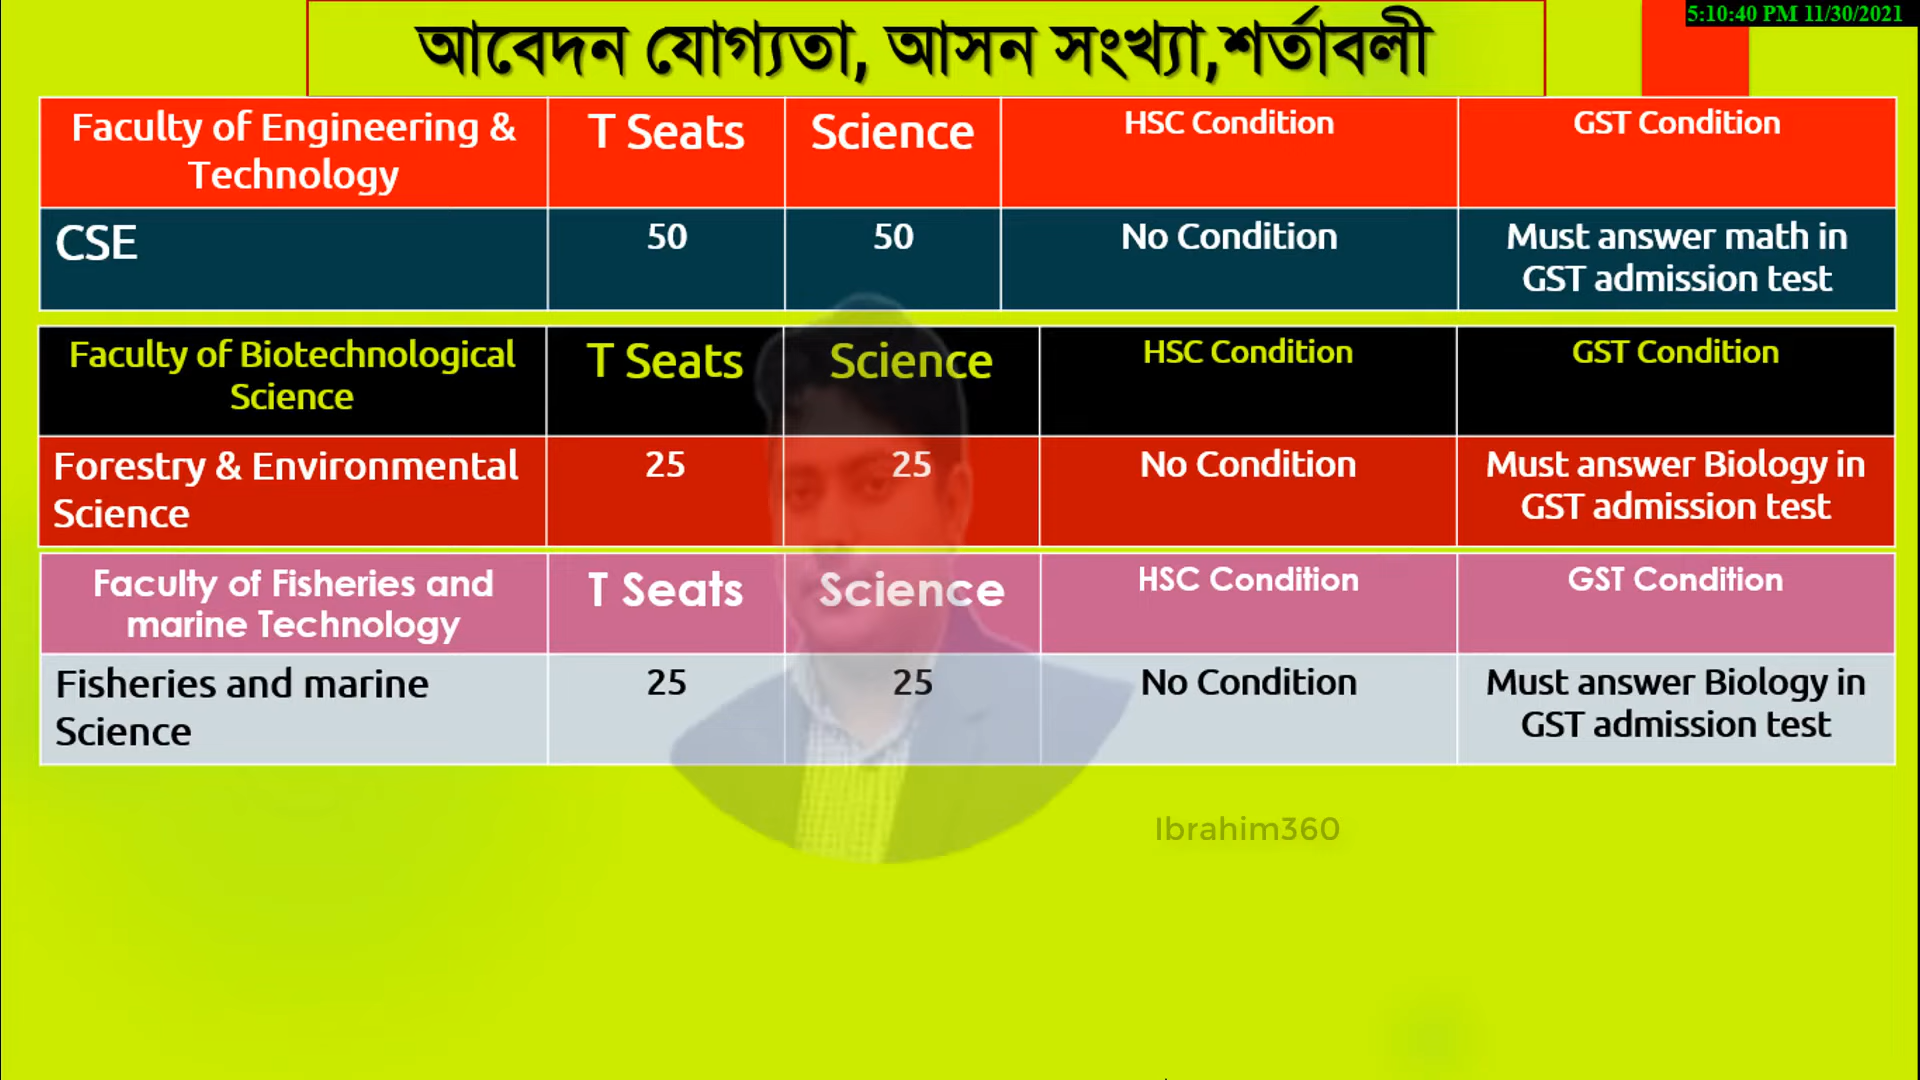 5:10:40 PM 11/30/2021
আবেদন যোগ্যতা, আসন সংখ্যা,শর্তাবলী
Faculty of Engineering & T Seats Science HSC Condition GST Condition
Technology
CSE 50 50 No Condition Must answer math in
GST admission test
Faculty of Biotechnological T Seats Science HSC Condition GST Condition
Science
Forestry & Environmental 25 25 No Condition Must answer Biology in
Science GST admission test
Faculty of Fisheries and T Seats Science HSC Condition GST Condition
marine Technology
Fisheries and marine 25 25 No Condition Must answer Biology in
Science GST admission test
Ibrahim360